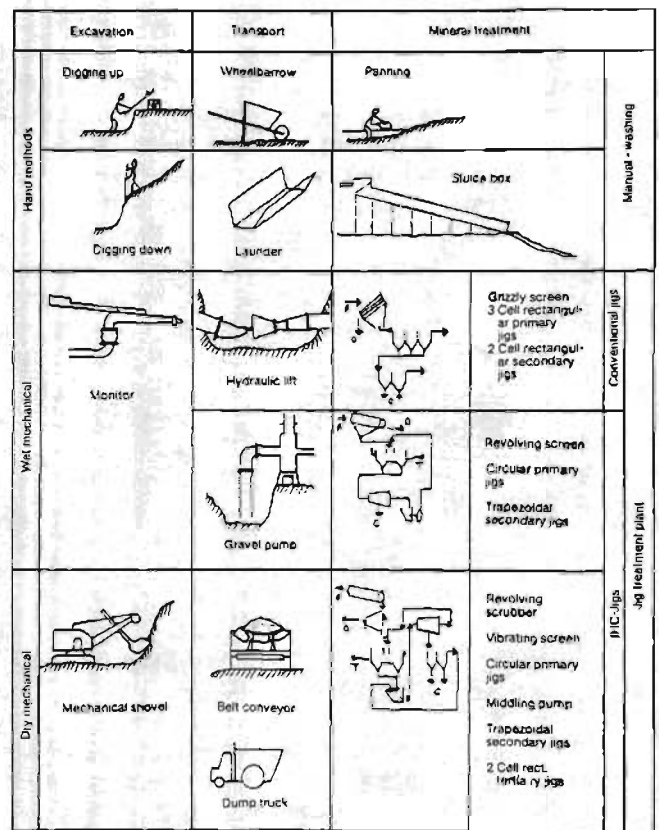 Excavation
Transport
Mineral treatment
Hand methods
Digging up
Wheelbarrow
Panning
Manual - washing
Digging down
Launder
Sluice box
Wet mechanical
Monitor
Hydraulic lift
Grizzly screen
3 Cell rectangul-
ar primary
jigs
2 Cell rectangul-
ar secondary
jigs
Conventional jigs
Gravel pump
Revolving screen
Circular primary
jigs
Trapezoidal
secondary jigs
IHC-Jigs
Jig treatment plant
Dry mechanical
Mechanical shovel
Belt conveyor
Dump truck
Revolving
scrubber
Vibrating screen
Circular primary
jigs
Middling pump
Trapezoidal
secondary jigs
2 Cell rect.
tertiary jigs